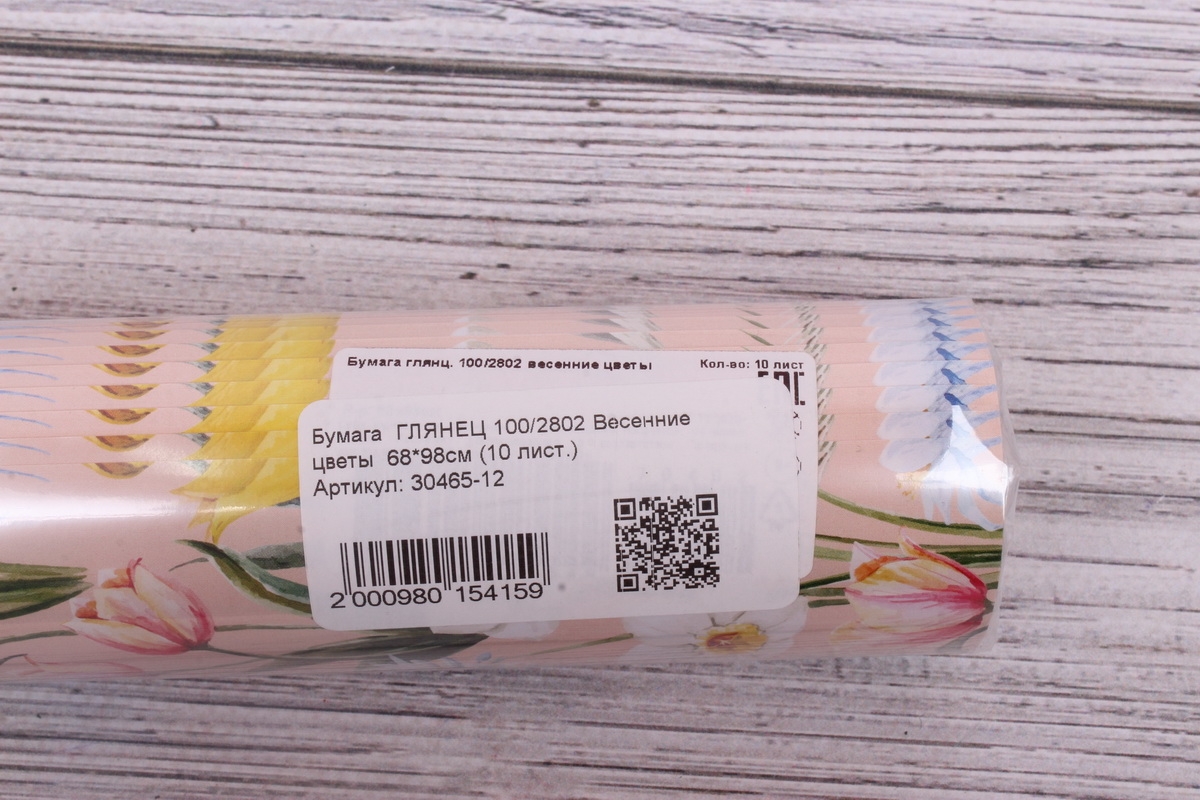 Бумага глянц. 100/2802 весенние цветы Кол-во: 10 лист
Бумага ГЛЯНЕЦ 100/2802 Весенние
цветы 68*98см (10 лист.)
Артикул: 30465-12
2 000980 154159